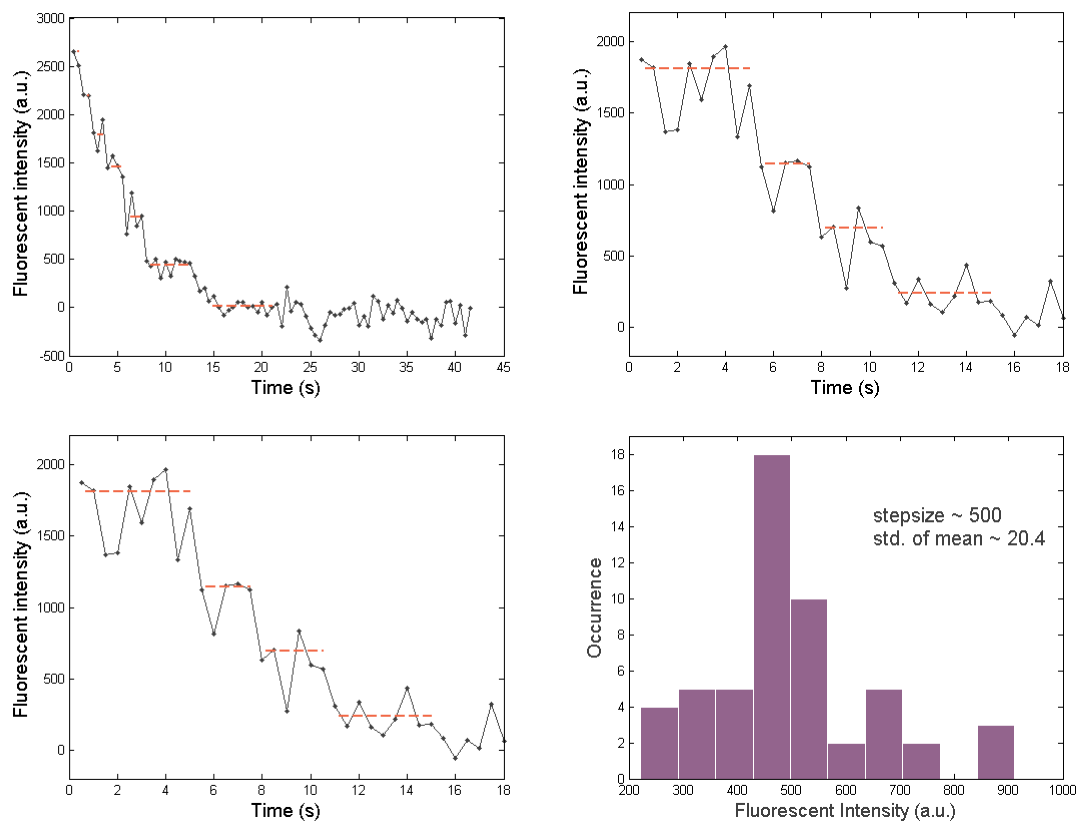 3000
2500
2000
1500
1000
500
0
-500
Fluorescent intensity (a.u.)
0 5 10 15 20 25 30 35 40 45
Time (s)
2000
1500
1000
500
0
Fluorescent intensity (a.u.)
0 2 4 6 8 10 12 14 16 18
Time (s)
2000
1500
1000
500
0
Fluorescent intensity (a.u.)
0 2 4 6 8 10 12 14 16 18
Time (s)
18
16
14
12
10
8
6
4
2
0
Occurrence
stepsize ~ 500
std. of mean ~ 20.4
200 300 400 500 600 700 800 900 1000
Fluorescent Intensity (a.u.)